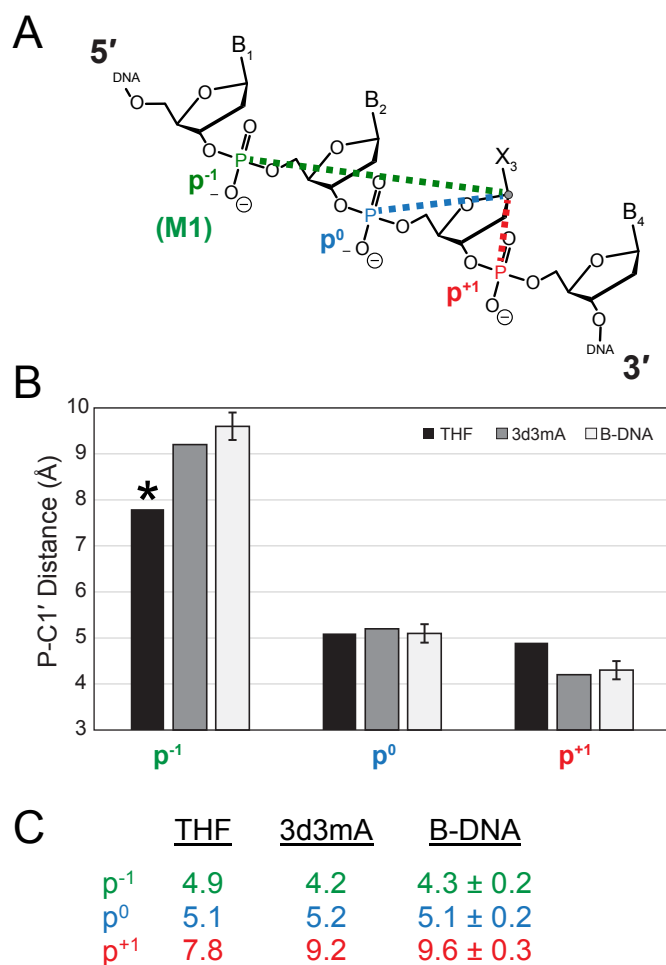 A
5′
DNA
O
B₁
O
O
P
O
O
O
⊖
p⁻¹
(M1)
B₂
O
O
P
O
O
O
⊖
p⁰
X₃
O
O
P
O
O
O
⊖
p⁺¹
B₄
O
O
DNA
3′
B
P-C1′ Distance (Å)
10
9
8
7
6
5
4
3
*
THF 3d3mA B-DNA
p⁻¹ p⁰ p⁺¹
C
THF 3d3mA B-DNA
p⁻¹ 4.9 4.2 4.3 ± 0.2
p⁰ 5.1 5.2 5.1 ± 0.2
p⁺¹ 7.8 9.2 9.6 ± 0.3